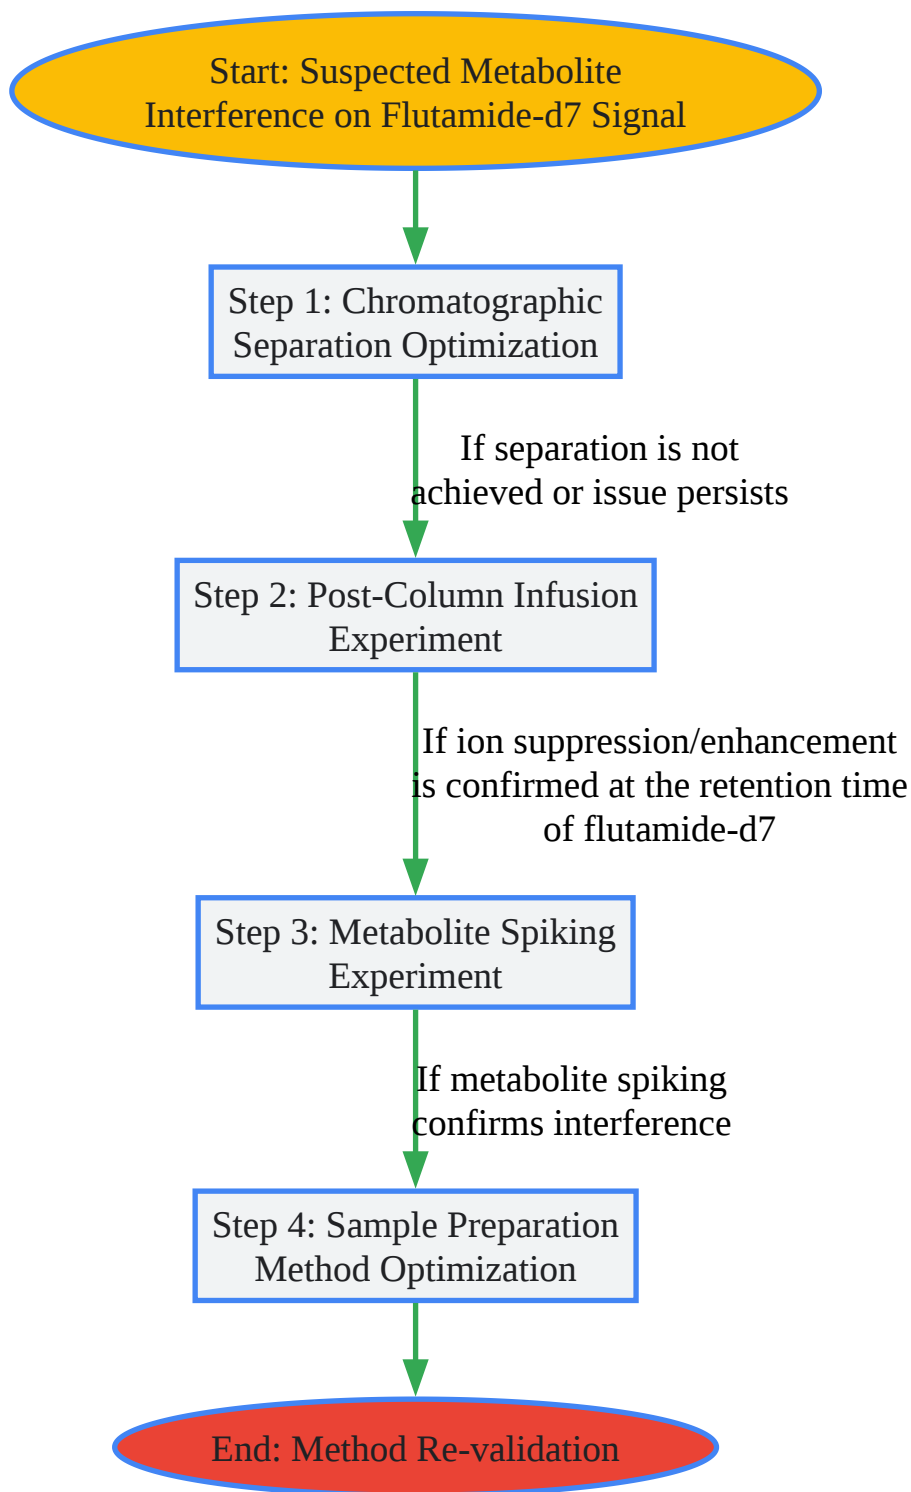 Start: Suspected Metabolite
Interference on Flutamide-d7 Signal
Step 1: Chromatographic
Separation Optimization
If separation is not
achieved or issue persists
Step 2: Post-Column Infusion
Experiment
If ion suppression/enhancement
is confirmed at the retention time
of flutamide-d7
Step 3: Metabolite Spiking
Experiment
If metabolite spiking
confirms interference
Step 4: Sample Preparation
Method Optimization
End: Method Re-validation